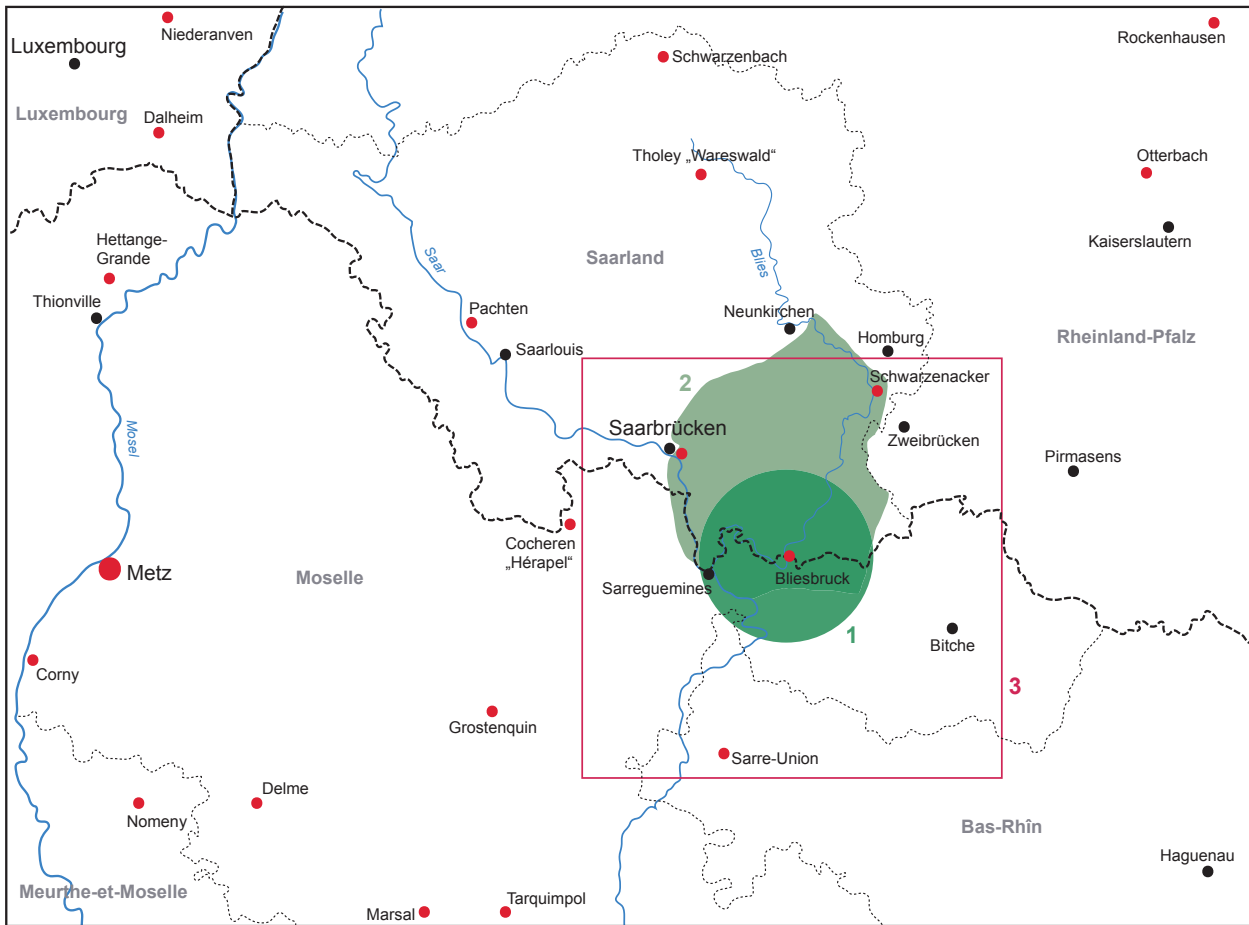 Niederanven
Luxembourg
Rockenhausen
Schwarzenbach
Luxembourg
Dalheim
Tholey „Wareswald“
Otterbach
Kaiserslautern
Hettange-
Grande
Saar
Saarland
Blies
Thionville
Pachten
Neunkirchen
Homburg
Rheinland-Pfalz
Saarlouis
Schwarzenacker
2
Mosel
Saarbrücken
Zweibrücken
Pirmasens
Cocheren
„Hérapel“
Metz
Moselle
Sarreguemines
Bliesbruck
1
Bitche
Corny
3
Grostenquin
Sarre-Union
Delme
Nomeny
Bas-Rhîn
Haguenau
Meurthe-et-Moselle
Marsal
Tarquimpol